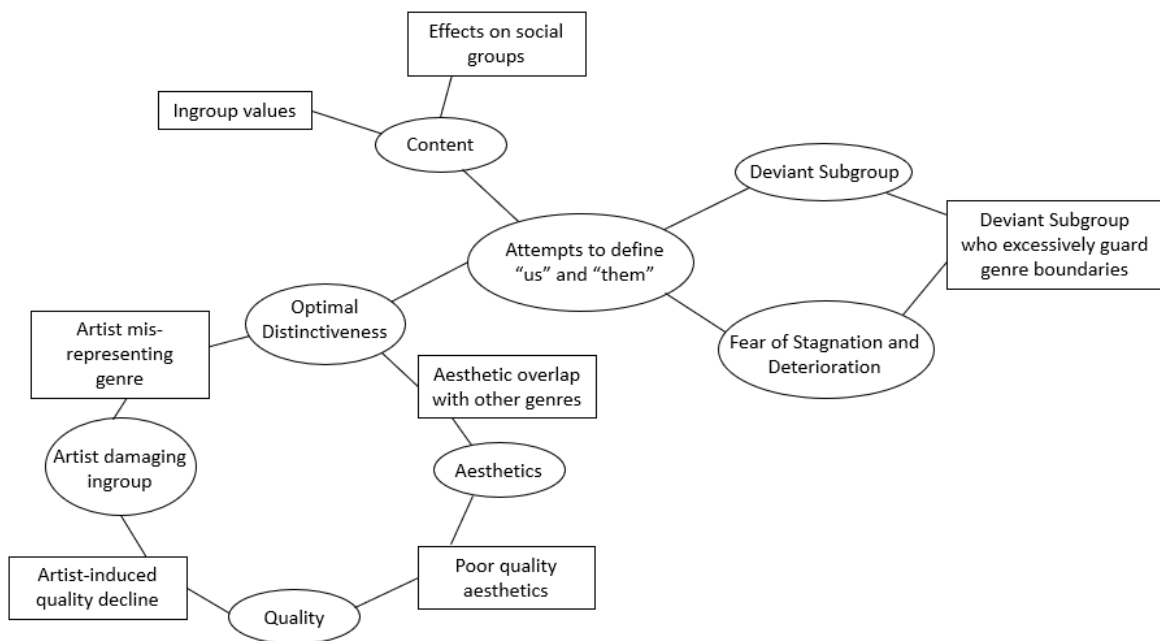 Effects on social
groups
Ingroup values
Content
Deviant Subgroup
Deviant Subgroup
who excessively guard
genre boundaries
Attempts to define
“us” and “them”
Optimal
Distinctiveness
Artist mis-
representing
genre
Fear of Stagnation and
Deterioration
Aesthetic overlap
with other genres
Artist damaging
ingroup
Aesthetics
Artist-induced
quality decline
Poor quality
aesthetics
Quality